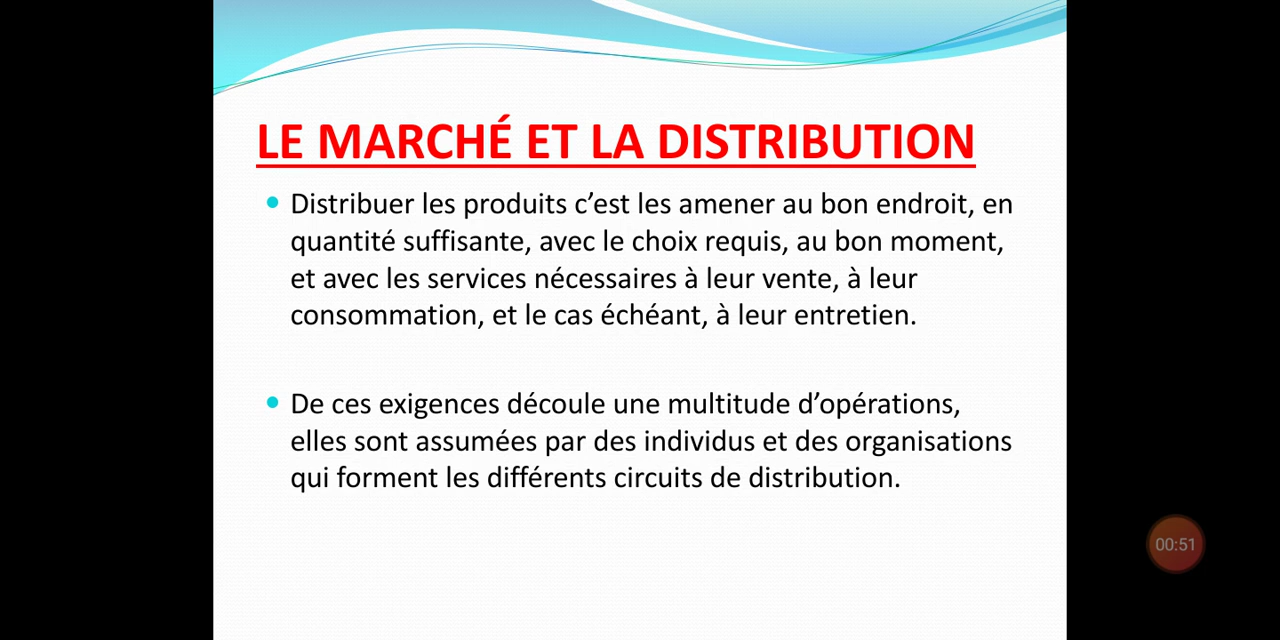 LE MARCHÉ ET LA DISTRIBUTION
Distribuer les produits c’est les amener au bon endroit, en
quantité suffisante, avec le choix requis, au bon moment,
et avec les services nécessaires à leur vente, à leur
consommation, et le cas échéant, à leur entretien.
De ces exigences découle une multitude d’opérations,
elles sont assumées par des individus et des organisations
qui forment les différents circuits de distribution.
00:51